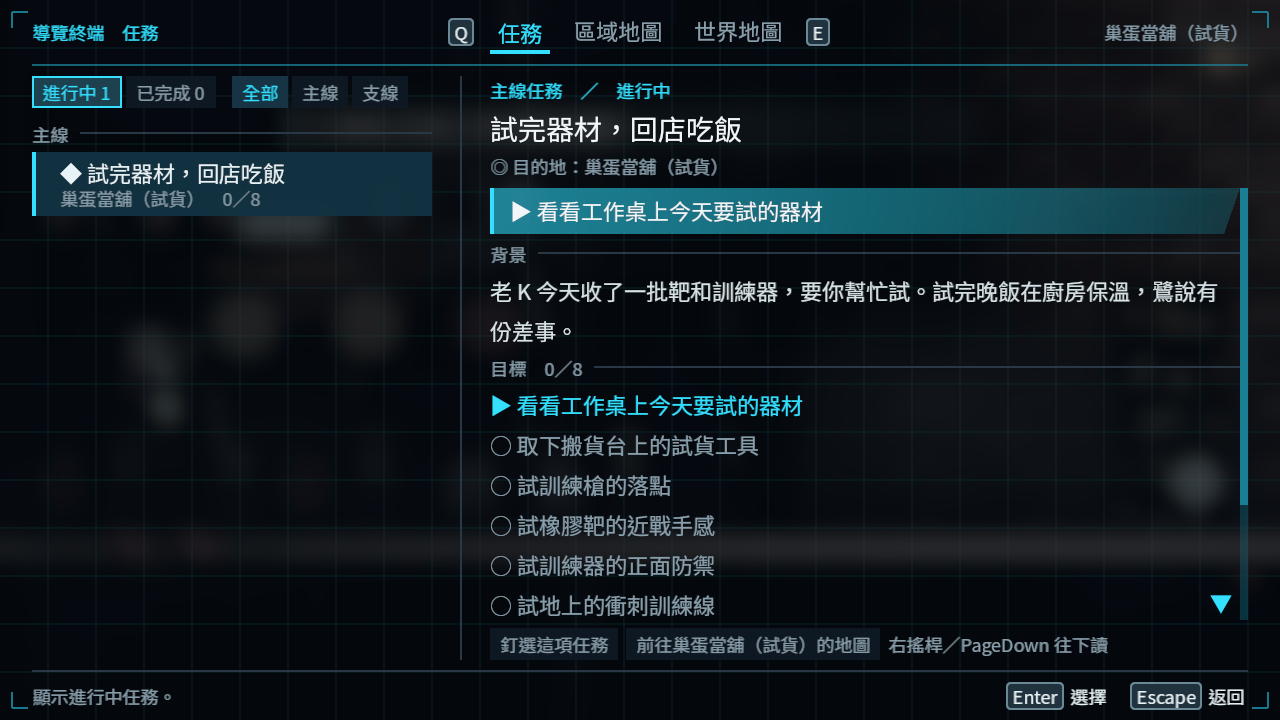 導覽終端 任務
Q 任務 區域地圖 世界地圖 E
巢蛋當舖（試貨）
進行中 1 已完成 0 全部 主線 支線
主線
◆ 試完器材，回店吃飯
巢蛋當舖（試貨） 0／8
主線任務 ／ 進行中
試完器材，回店吃飯
◎ 目的地：巢蛋當舖（試貨）
▶ 看看工作桌上今天要試的器材
背景
老 K 今天收了一批靶和訓練器，要你幫忙試。試完晚飯在廚房保溫，鷺說有
份差事。
目標 0／8
▶ 看看工作桌上今天要試的器材
○ 取下搬貨台上的試貨工具
○ 試訓練槍的落點
○ 試橡膠靶的近戰手感
○ 試訓練器的正面防禦
○ 試地上的衝刺訓練線
▼
釘選這項任務 前往巢蛋當舖（試貨）的地圖 右搖桿／PageDown 往下讀
顯示進行中任務。
Enter 選擇 Escape 返回